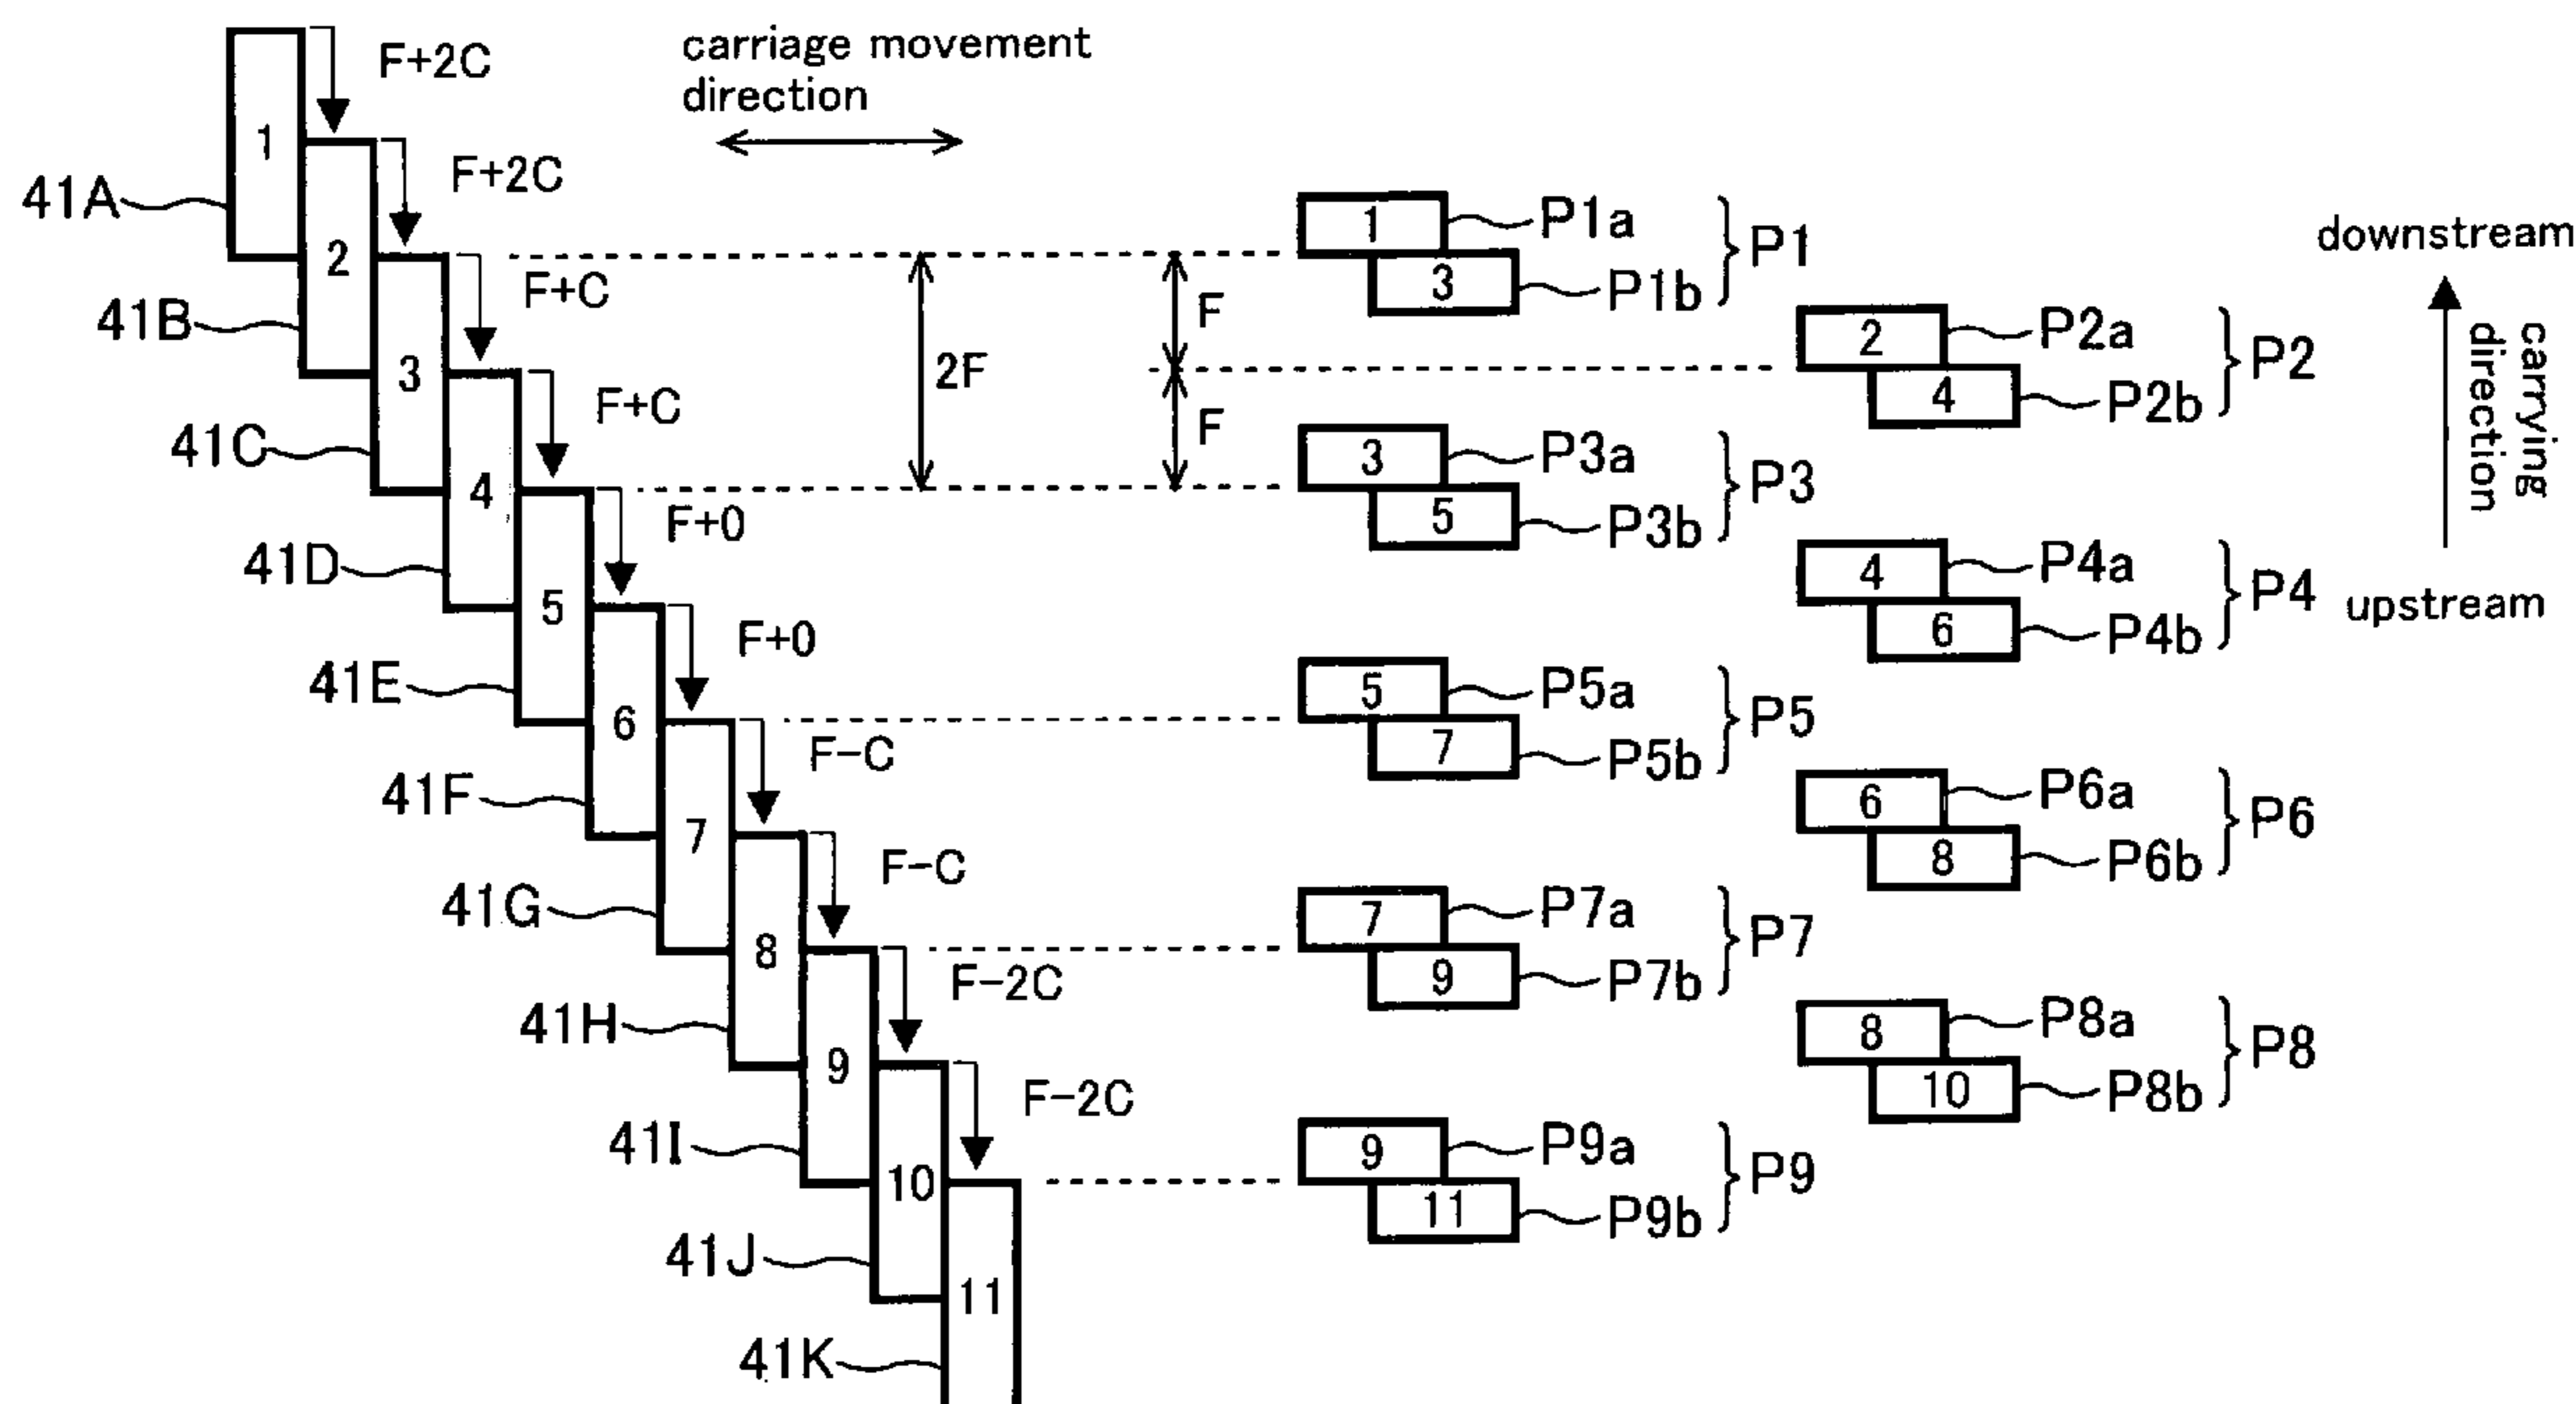 F+2C
carriage movement
direction
1
41A
F+2C
2
41B
F+C
3
41C
F+C
4
41D
F+0
5
41E
F+0
6
41F
F-C
7
41G
F-C
8
41H
F-2C
9
41I
F-2C
10
41J
11
41K
2F
F
F
1
P1a
3
P1b
P1
2
P2a
4
P2b
P2
3
P3a
5
P3b
P3
4
P4a
6
P4b
P4
5
P5a
7
P5b
P5
6
P6a
8
P6b
P6
7
P7a
9
P7b
P7
8
P8a
10
P8b
P8
9
P9a
11
P9b
P9
downstream
carrying
direction
upstream